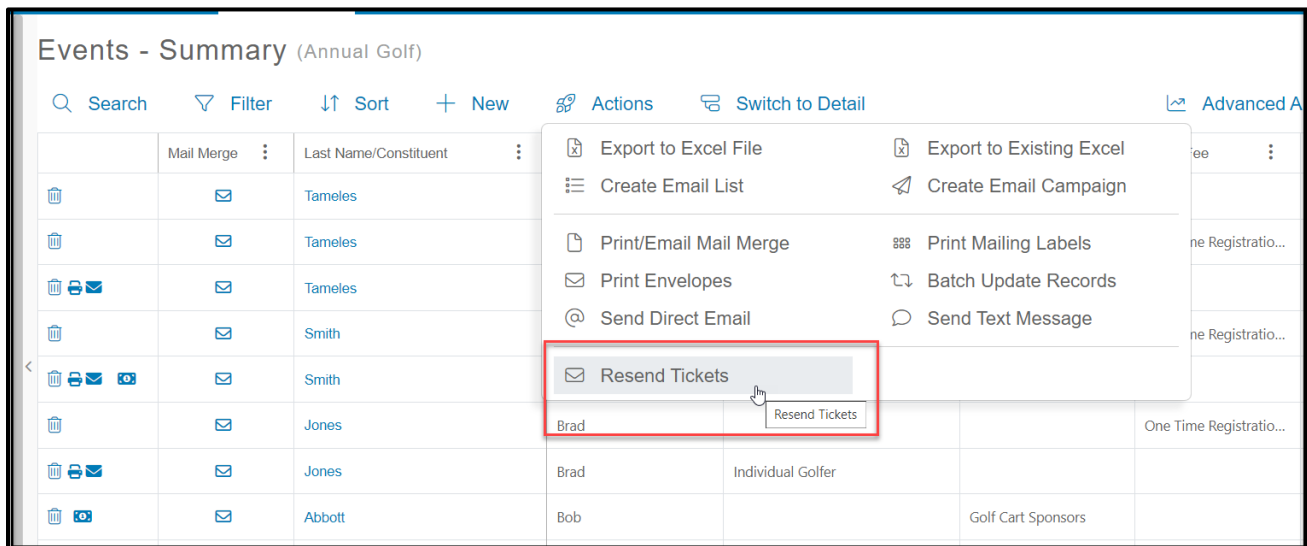 Events - Summary (Annual Golf)
Search Filter Sort New Actions Switch to Detail Advanced A
Mail Merge Last Name/Constituent ee
Export to Excel File Export to Existing Excel
Create Email List Create Email Campaign
Print/Email Mail Merge Print Mailing Labels
Print Envelopes Batch Update Records
Send Direct Email Send Text Message
Resend Tickets
Resend Tickets
Tameles
Tameles me Registratio...
Tameles
Smith me Registratio...
Smith
Jones Brad One Time Registratio...
Jones Brad Individual Golfer
Abbott Bob Golf Cart Sponsors